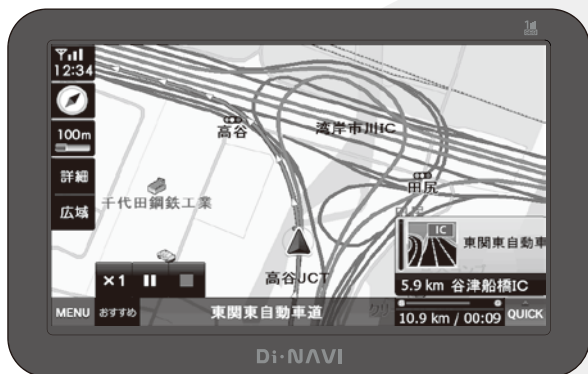 12:34
100m
詳細
広域
高谷
湾岸市川IC
田尻
千代田鋼鉄工業
高谷JCT
IC
東関東自動車
5.9 km 谷津船橋IC
×1
MENU
おすすめ
東関東自動車道
10.9 km / 00:09
QUICK
Di·NAVI